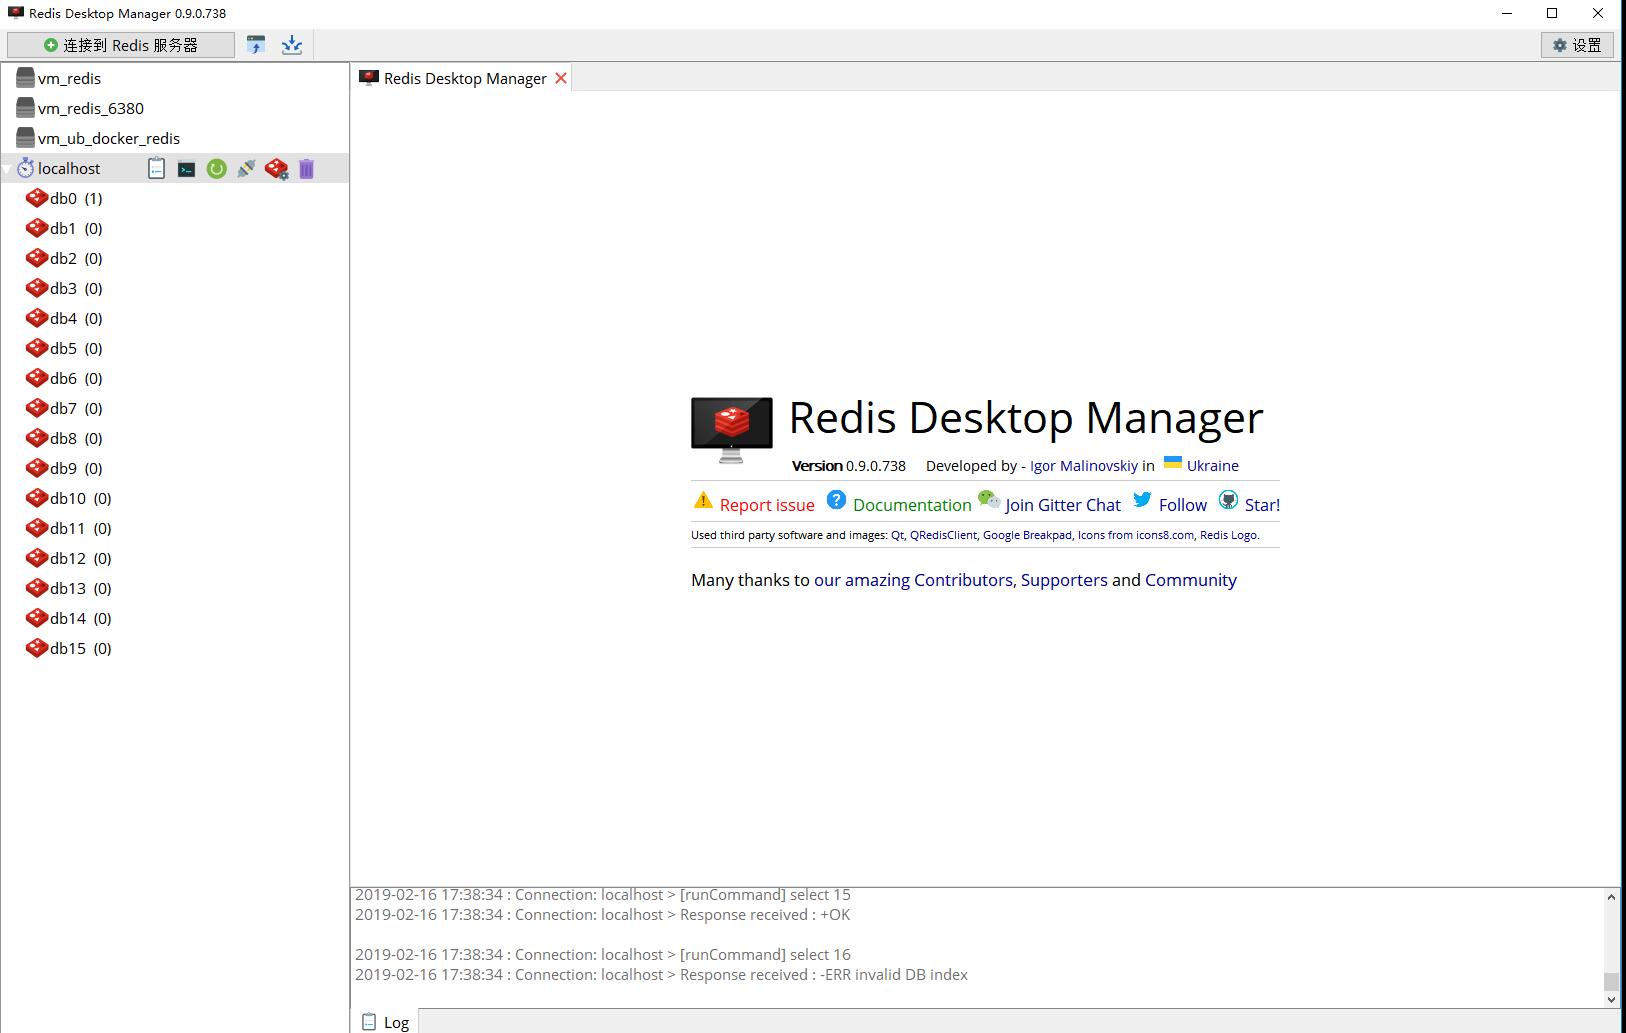 Redis Desktop Manager 0.9.0.738
连接到 Redis 服务器
设置
vm_redis
vm_redis_6380
vm_ub_docker_redis
localhost
db0 (1)
db1 (0)
db2 (0)
db3 (0)
db4 (0)
db5 (0)
db6 (0)
db7 (0)
db8 (0)
db9 (0)
db10 (0)
db11 (0)
db12 (0)
db13 (0)
db14 (0)
db15 (0)
Redis Desktop Manager
Redis Desktop Manager
Version 0.9.0.738 Developed by - Igor Malinovskiy in Ukraine
Report issue Documentation Join Gitter Chat Follow Star!
Used third party software and images: Qt, QRedisClient, Google Breakpad, Icons from icons8.com, Redis Logo.
Many thanks to our amazing Contributors, Supporters and Community
2019-02-16 17:38:34 : Connection: localhost > [runCommand] select 15
2019-02-16 17:38:34 : Connection: localhost > Response received : +OK
2019-02-16 17:38:34 : Connection: localhost > [runCommand] select 16
2019-02-16 17:38:34 : Connection: localhost > Response received : -ERR invalid DB index
Log